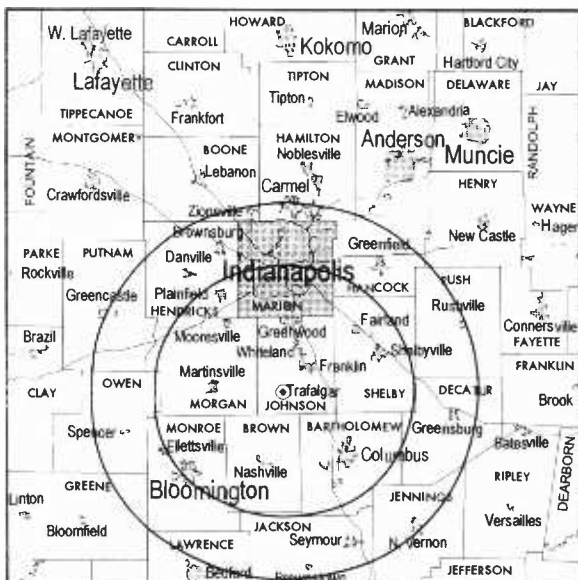 HOWARD
Marion
BLACKFORD
W. Lafayette
CARROLL
Kokomo
GRANT
Hartford City
Lafayette
CLINTON
TIPTON
MADISON
DELAWARE
JAY
Tipton
Elwood
Alexandria
TIPPECANOE
Frankfort
MONTGOMERY
HAMILTON
Anderson
Muncie
RANDOLPH
BOONE
Noblesville
FOUNTAIN
Lebanon
Carmel
HENRY
Crawfordsville
Zionsville
WAYNE
Brownsburg
Greenfield
New Castle
Hager
PARKE
PUTNAM
Danville
Rockville
Indianapolis
HANCOCK
RUSH
Greencastle
Plainfield
HENDRICKS
MARION
Rushville
Fairland
Connersville
Mooresville
Greenwood
FAYETTE
Brazil
Whiteland
Shelbyville
Franklin
FRANKLIN
OWEN
Martinsville
CLAY
Trafalgar
SHELBY
DECATUR
Brook
MORGAN
JOHNSON
MONROE
BROWN
BARTHOLOMEW
Greensburg
Spencer
Ellettsville
Batesville
Columbus
Nashville
RIPLEY
GREENE
Bloomington
JENNINGS
DEARBORN
Linton
Versailles
Bloomfield
JACKSON
Seymour
N. Vernon
LAWRENCE
Bedford
JEFFERSON